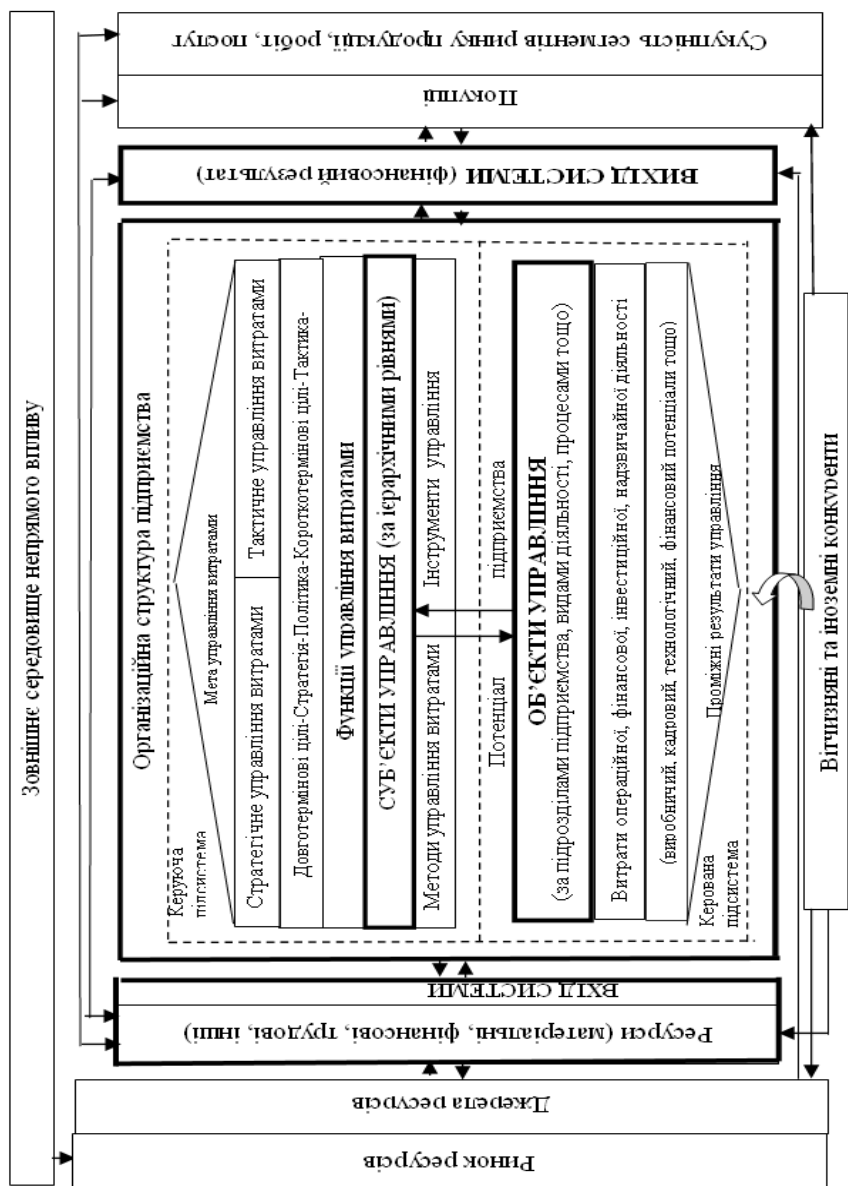 Зовнішнє середовище непрямого впливу
Ринок ресурсів
Джерела ресурсів
Ресурси (матеріальні, фінансові, трудові, інші)
ВХІД СИСТЕМИ
Організаційна структура підприємства
Керуюча
підсистема
Мета управління витратами
Стратегічне управління витратами
Тактичне управління витратами
Довготермінові цілі-Стратегія-Політика-Короткотермінові цілі-Тактика-
Функції управління витратами
СУБ’ЄКТИ УПРАВЛІННЯ (за ієрархічними рівнями)
Методи управління витратами
Інструменти управління
Потенціал
підприємства
ОБ’ЄКТИ УПРАВЛІННЯ
(за підрозділами підприємства, видами діяльності, процесами тощо)
Витрати операційної, фінансової, інвестиційної, надзвичайної діяльності
(виробничий, кадровий, технологічний, фінансовий потенціали тощо)
Проміжні результати управління
Керована
підсистема
ВИХІД СИСТЕМИ (фінансовий результат)
Покупці
Сукупність сегментів ринку продукції, робіт, послуг
Вітчизняні та іноземні конкуренти